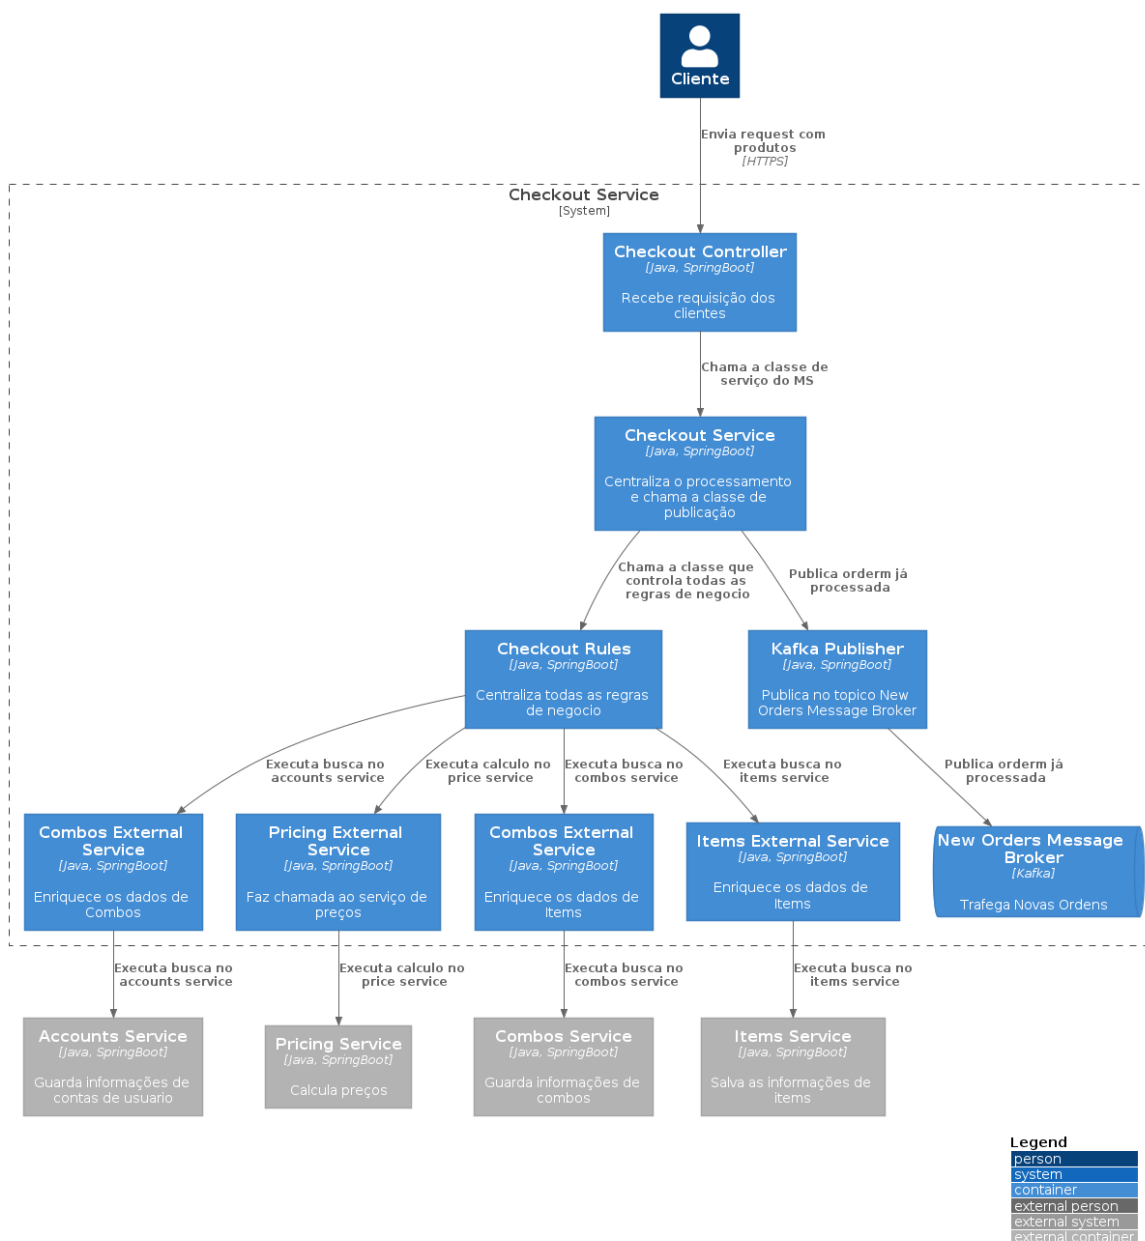 Cliente
Envia request com
produtos
[HTTPS]
Checkout Service
[System]
Checkout Controller
[Java, SpringBoot]
Recebe requisição dos
clientes
Chama a classe de
serviço do MS
Checkout Service
[Java, SpringBoot]
Centraliza o processamento
e chama a classe de
publicação
Chama a classe que
controla todas as
regras de negocio
Publica orderm já
processada
Checkout Rules
[Java, SpringBoot]
Centraliza todas as regras
de negocio
Kafka Publisher
[Java, SpringBoot]
Publica no topico New
Orders Message Broker
Executa busca no
accounts service
Executa calculo no
price service
Executa busca no
combos service
Executa busca no
items service
Publica orderm já
processada
Combos External
Service
[Java, SpringBoot]
Enriquece os dados de
Combos
Pricing External
Service
[Java, SpringBoot]
Faz chamada ao serviço de
preços
Combos External
Service
[Java, SpringBoot]
Enriquece os dados de
Items
Items External Service
[Java, SpringBoot]
Enriquece os dados de
Items
New Orders Message
Broker
[Kafka]
Trafega Novas Ordens
Executa busca no
accounts service
Executa calculo no
price service
Executa busca no
combos service
Executa busca no
items service
Accounts Service
[Java, SpringBoot]
Guarda informações de
contas de usuario
Pricing Service
[Java, SpringBoot]
Calcula preços
Combos Service
[Java, SpringBoot]
Guarda informações de
combos
Items Service
[Java, SpringBoot]
Salva as informações de
items
Legend
person
system
container
external person
external system
external container